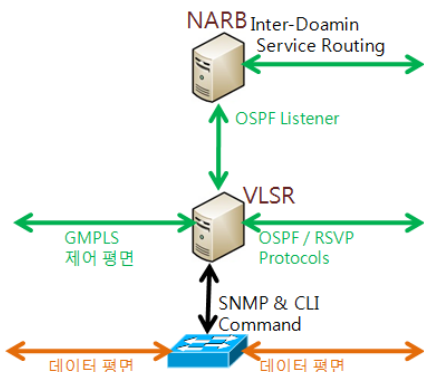 NARB
Inter-Doamin
Service Routing
OSPF Listener
VLSR
GMPLS
제어 평면
OSPF / RSVP
Protocols
SNMP & CLI
Command
데이터 평면
데이터 평면